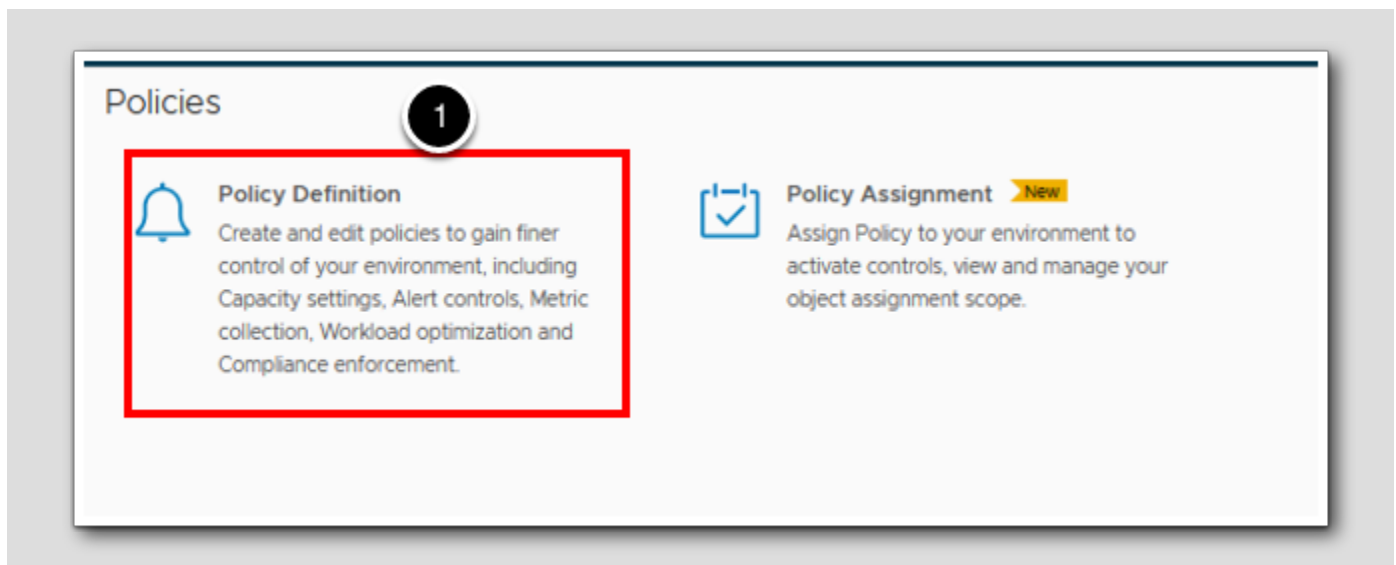 Policies
1
Policy Definition
Create and edit policies to gain finer
control of your environment, including
Capacity settings, Alert controls, Metric
collection, Workload optimization and
Compliance enforcement.
Policy Assignment New
Assign Policy to your environment to
activate controls, view and manage your
object assignment scope.